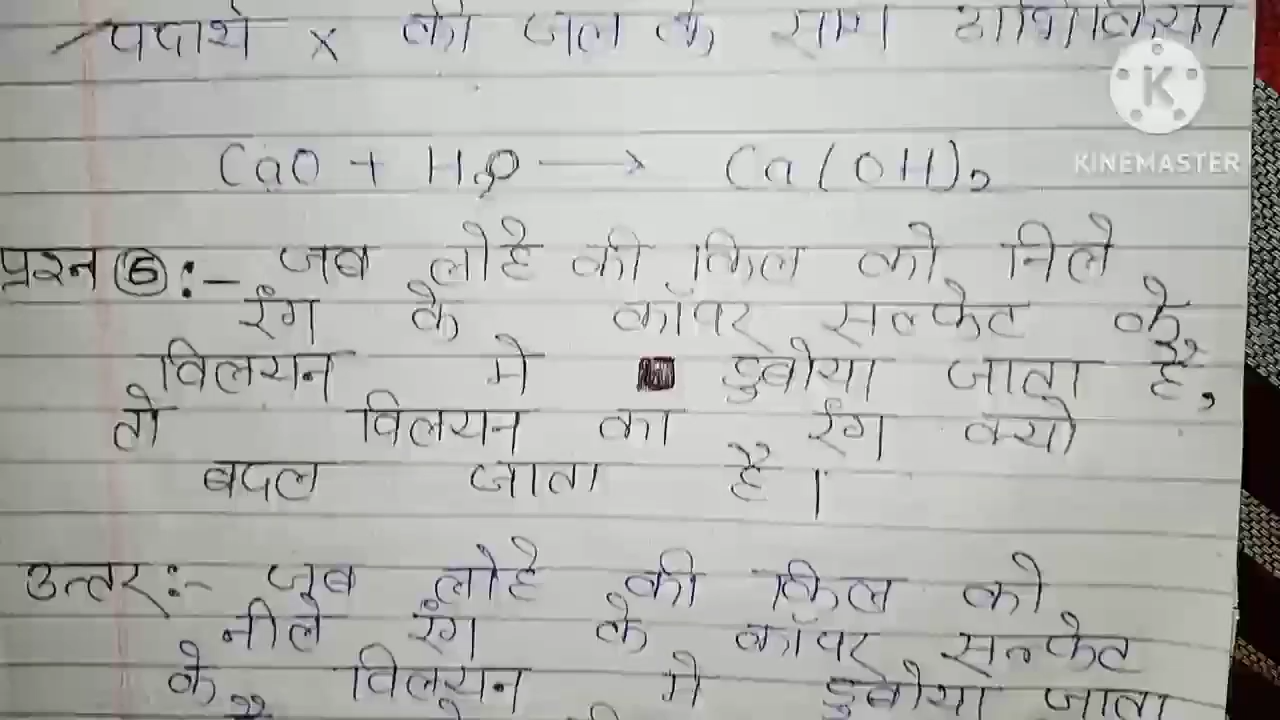 पदार्थ x की जल के साथ अभिक्रिया
K
KINEMASTER
CaO + H₂O → Ca(OH)₂
प्रश्न ⑥:- जब लोहे की किल को निले
रंग के कॉपर सल्फेट के
विलयन मे डुबोया जाता है,
तो विलयन का रंग क्यो
बदल जाता है।
उत्तर:- जब लोहे की किल को
नीले रंग के कॉपर सल्फेट
के विलयन मे डुबोया जाता
है